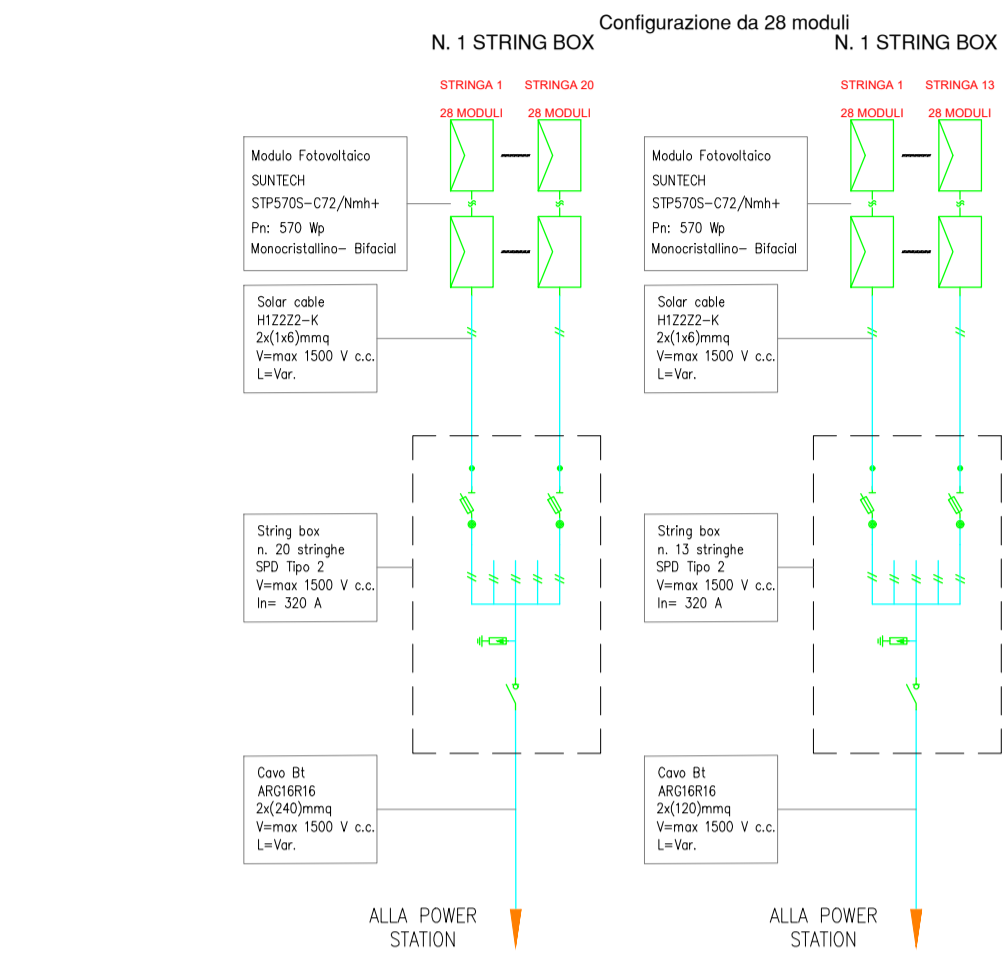 Configurazione da 28 moduli
N. 1 STRING BOX
STRINGA 1
STRINGA 20
28 MODULI
28 MODULI
Modulo Fotovoltaico
SUNTECH
STP570S-C72/Nmh+
Pn: 570 Wp
Monocristallino- Bifacial
Solar cable
H1Z2Z2-K
2x(1x6)mmq
V=max 1500 V c.c.
L=Var.
String box
n. 20 stringhe
SPD Tipo 2
V=max 1500 V c.c.
In= 320 A
Cavo Bt
ARG16R16
2x(240)mmq
V=max 1500 V c.c.
L=Var.
ALLA POWER
STATION
N. 1 STRING BOX
STRINGA 1
STRINGA 13
28 MODULI
28 MODULI
Modulo Fotovoltaico
SUNTECH
STP570S-C72/Nmh+
Pn: 570 Wp
Monocristallino- Bifacial
Solar cable
H1Z2Z2-K
2x(1x6)mmq
V=max 1500 V c.c.
L=Var.
String box
n. 13 stringhe
SPD Tipo 2
V=max 1500 V c.c.
In= 320 A
Cavo Bt
ARG16R16
2x(120)mmq
V=max 1500 V c.c.
L=Var.
ALLA POWER
STATION